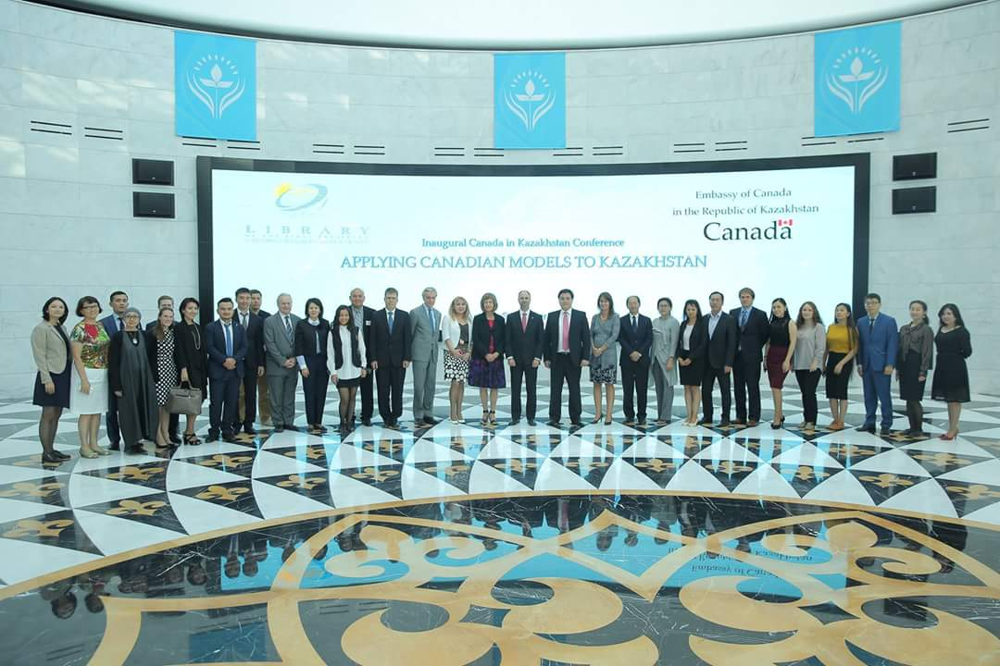 LIBRARY
Embassy of Canada
in the Republic of Kazakhstan
Canada
Inaugural Canada in Kazakhstan Conference
APPLYING CANADIAN MODELS TO KAZAKHSTAN